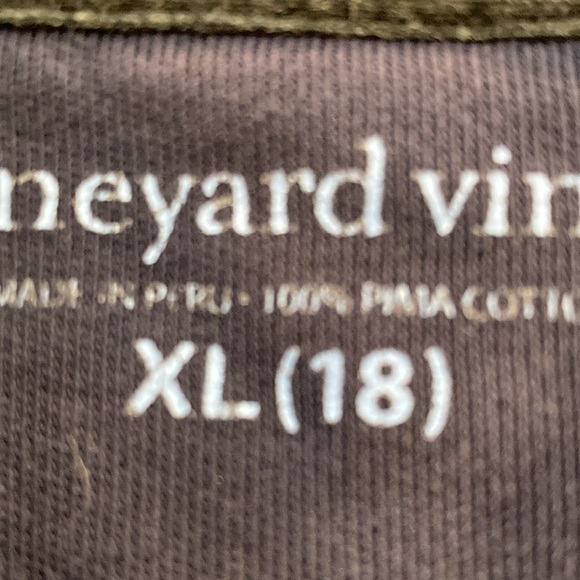 neyard vin
MADE IN PERU • 100% PIMA COTTO
XL (18)